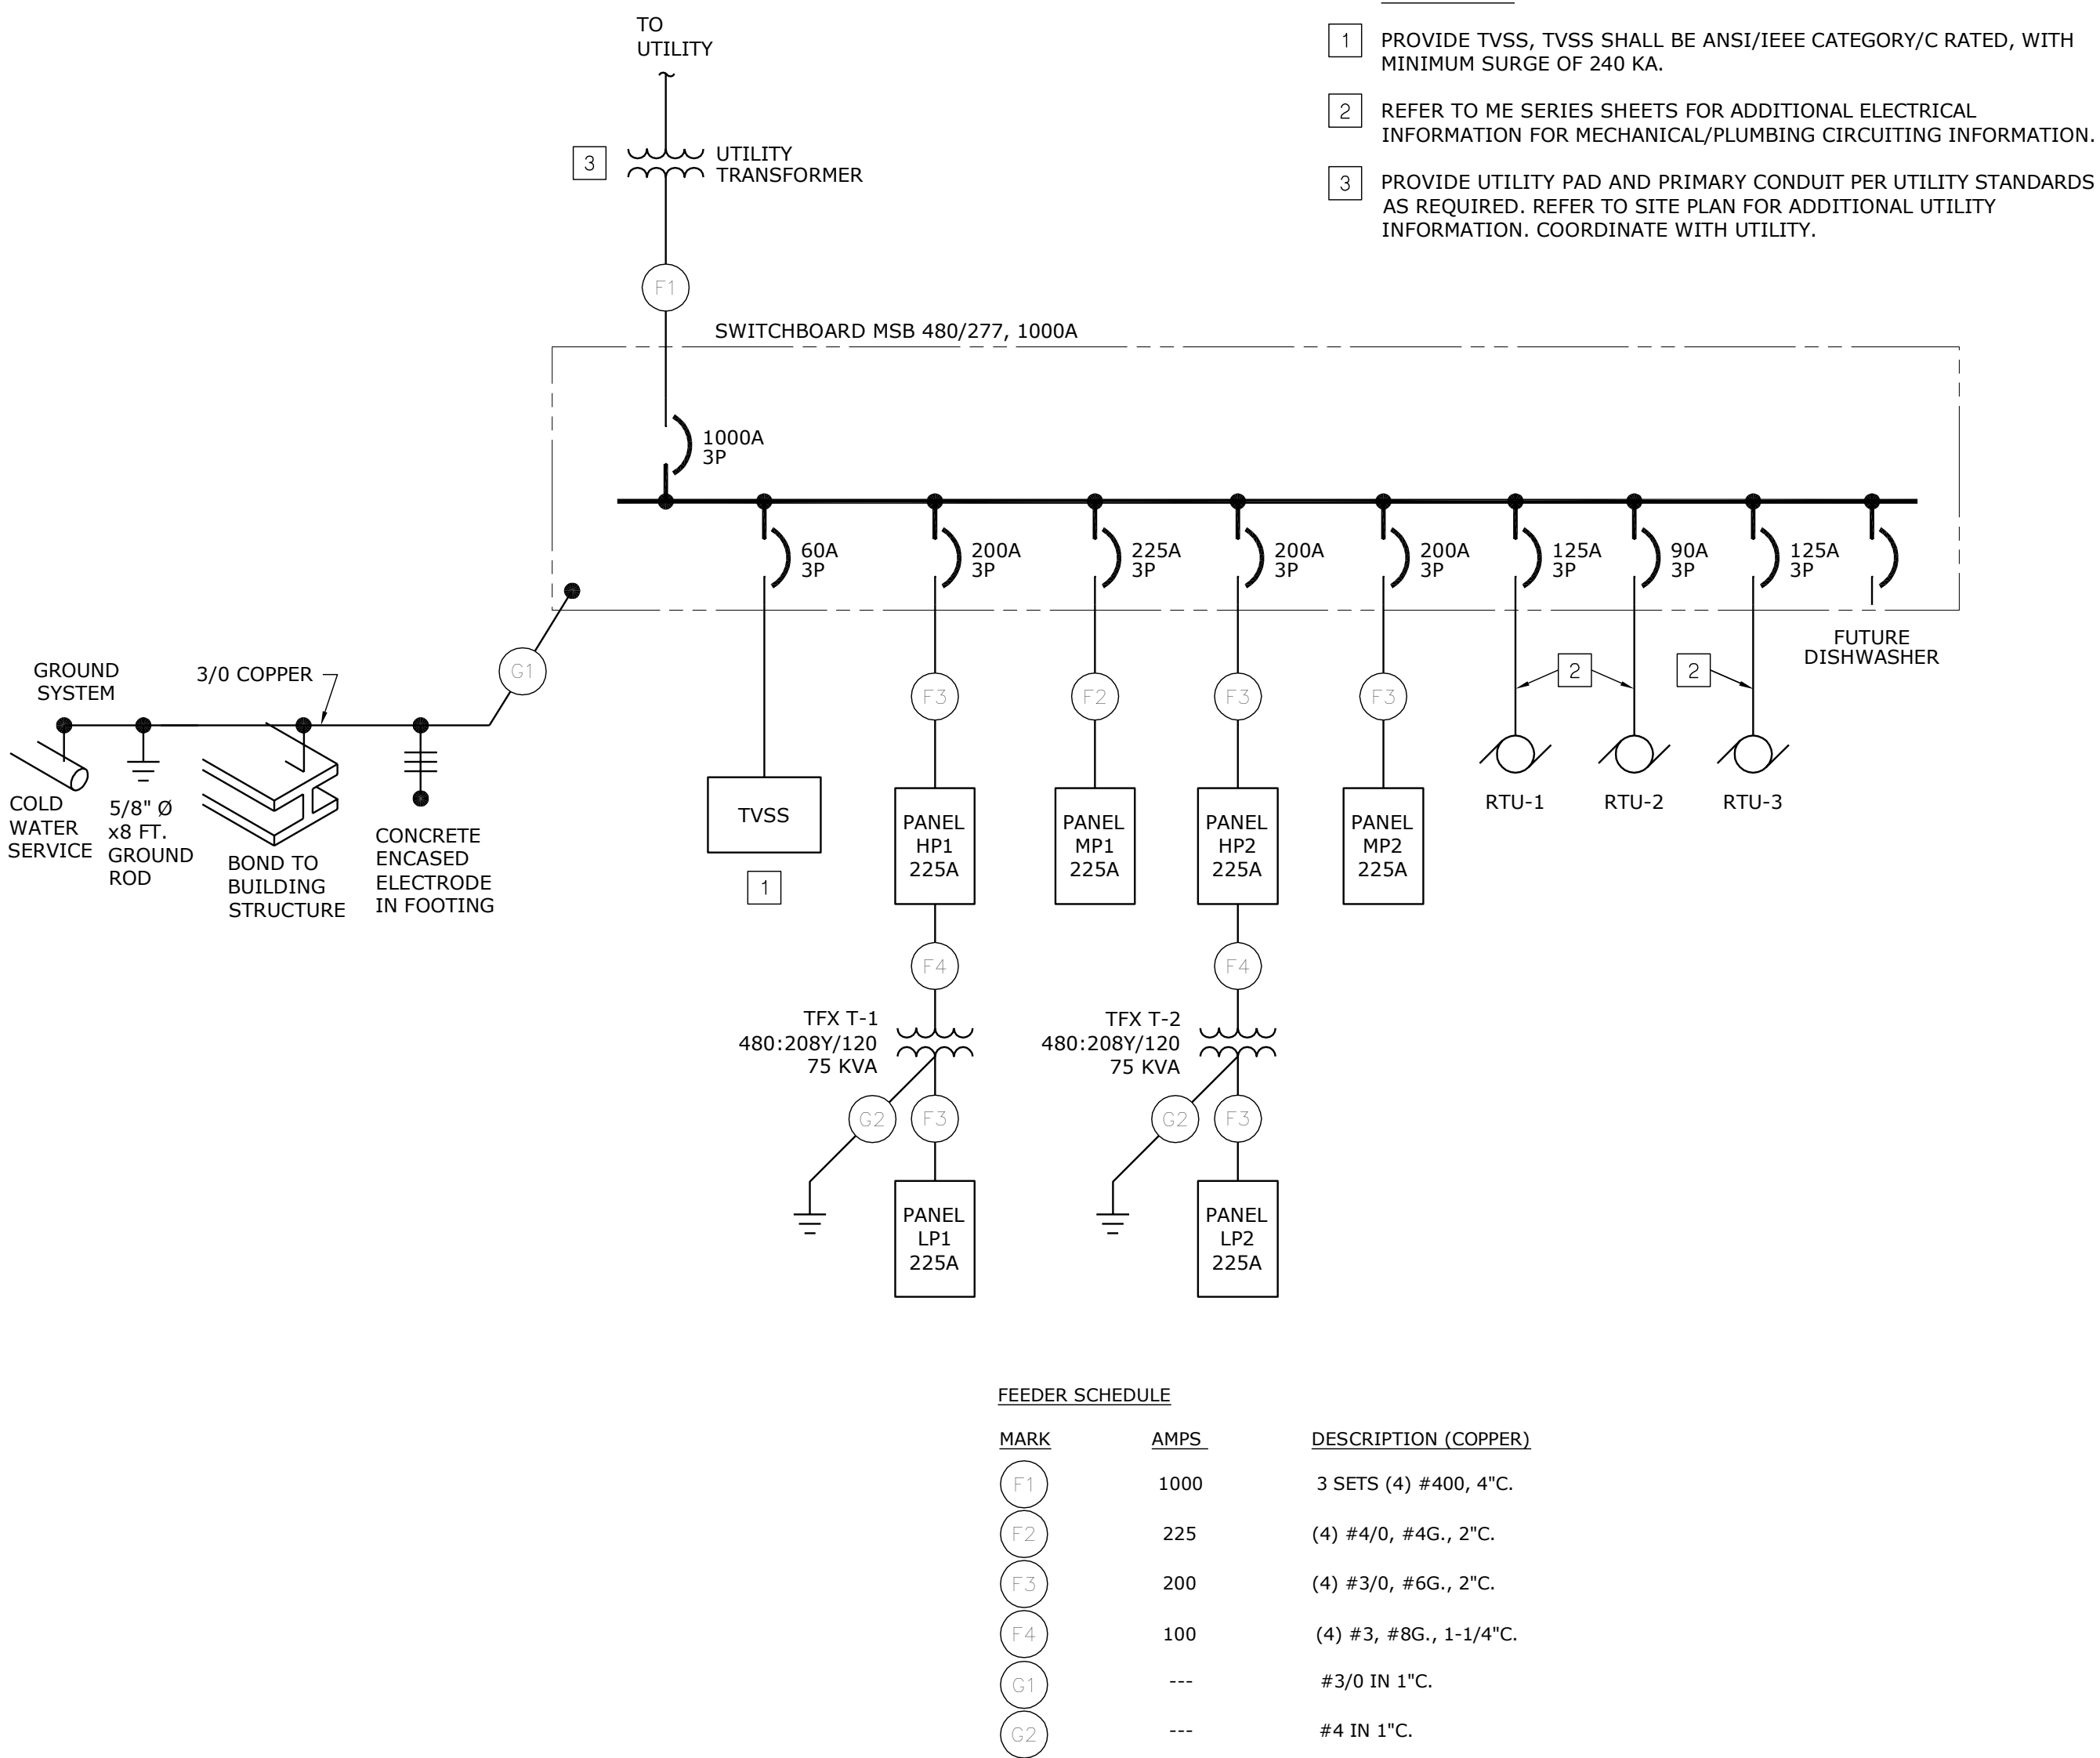 TO
UTILITY
1 PROVIDE TVSS, TVSS SHALL BE ANSI/IEEE CATEGORY/C RATED, WITH
MINIMUM SURGE OF 240 KA.
2 REFER TO ME SERIES SHEETS FOR ADDITIONAL ELECTRICAL
INFORMATION FOR MECHANICAL/PLUMBING CIRCUITING INFORMATION.
3 PROVIDE UTILITY PAD AND PRIMARY CONDUIT PER UTILITY STANDARDS
AS REQUIRED. REFER TO SITE PLAN FOR ADDITIONAL UTILITY
INFORMATION. COORDINATE WITH UTILITY.
3
UTILITY
TRANSFORMER
F1
SWITCHBOARD MSB 480/277, 1000A
1000A
3P
60A
3P
200A
3P
225A
3P
200A
3P
200A
3P
125A
3P
90A
3P
125A
3P
FUTURE
DISHWASHER
GROUND
SYSTEM
3/0 COPPER
G1
F3
F2
F3
F3
2
2
COLD
WATER
SERVICE
5/8" Ø
x8 FT.
GROUND
ROD
BOND TO
BUILDING
STRUCTURE
CONCRETE
ENCASED
ELECTRODE
IN FOOTING
TVSS
1
PANEL
HP1
225A
PANEL
MP1
225A
PANEL
HP2
225A
PANEL
MP2
225A
RTU-1
RTU-2
RTU-3
F4
F4
TFX T-1
480:208Y/120
75 KVA
TFX T-2
480:208Y/120
75 KVA
G2
F3
G2
F3
PANEL
LP1
225A
PANEL
LP2
225A
FEEDER SCHEDULE
MARK AMPS DESCRIPTION (COPPER)
F1 1000 3 SETS (4) #400, 4"C.
F2 225 (4) #4/0, #4G., 2"C.
F3 200 (4) #3/0, #6G., 2"C.
F4 100 (4) #3, #8G., 1-1/4"C.
G1 --- #3/0 IN 1"C.
G2 --- #4 IN 1"C.